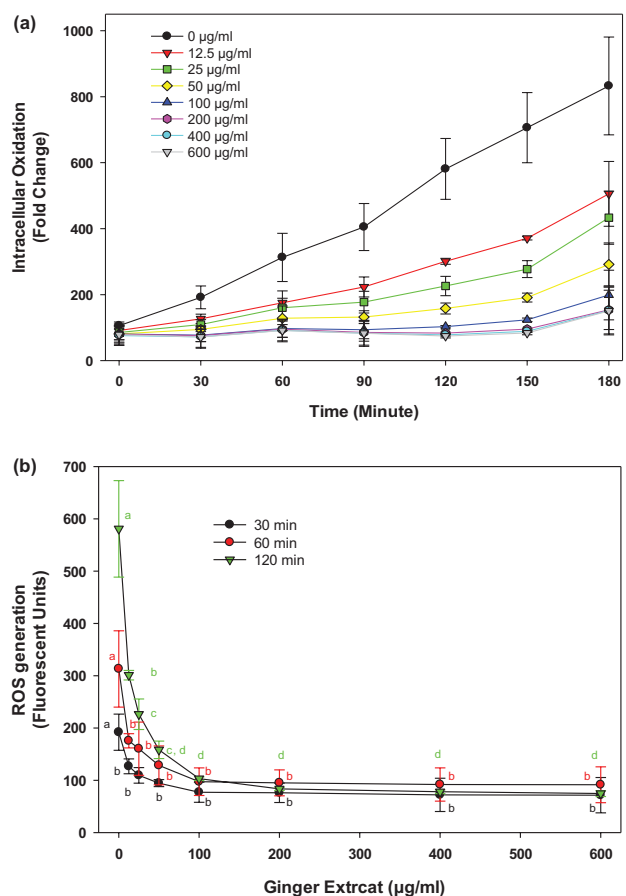 (a)
1000
800
600
400
200
0
Intracellular Oxidation
(Fold Change)
0 µg/ml
12.5 µg/ml
25 µg/ml
50 µg/ml
100 µg/ml
200 µg/ml
400 µg/ml
600 µg/ml
0 30 60 90 120 150 180
Time (Minute)
(b)
700
600
500
400
300
200
100
0
ROS generation
(Fluorescent Units)
30 min
60 min
120 min
a
a
b
a
b
c
b
b
c, d
d
d
d
d
b
b
b
b
b
b
b
b
b
b
b
b
0 100 200 300 400 500 600
Ginger Extrcat (µg/ml)